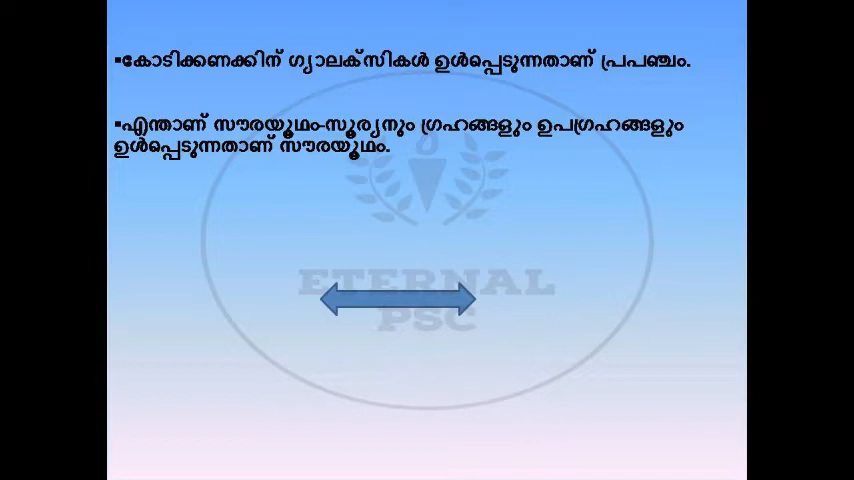 ▪കോടിക്കണക്കിന് ഗ്യാലക്സികൾ ഉൾപ്പെടുന്നതാണ് പ്രപഞ്ചം.
▪എന്താണ് സൗരയൂഥം-സൂര്യനും ഗ്രഹങ്ങളും ഉപഗ്രഹങ്ങളും
ഉൾപ്പെടുന്നതാണ് സൗരയൂഥം.
ETERNAL
PSC